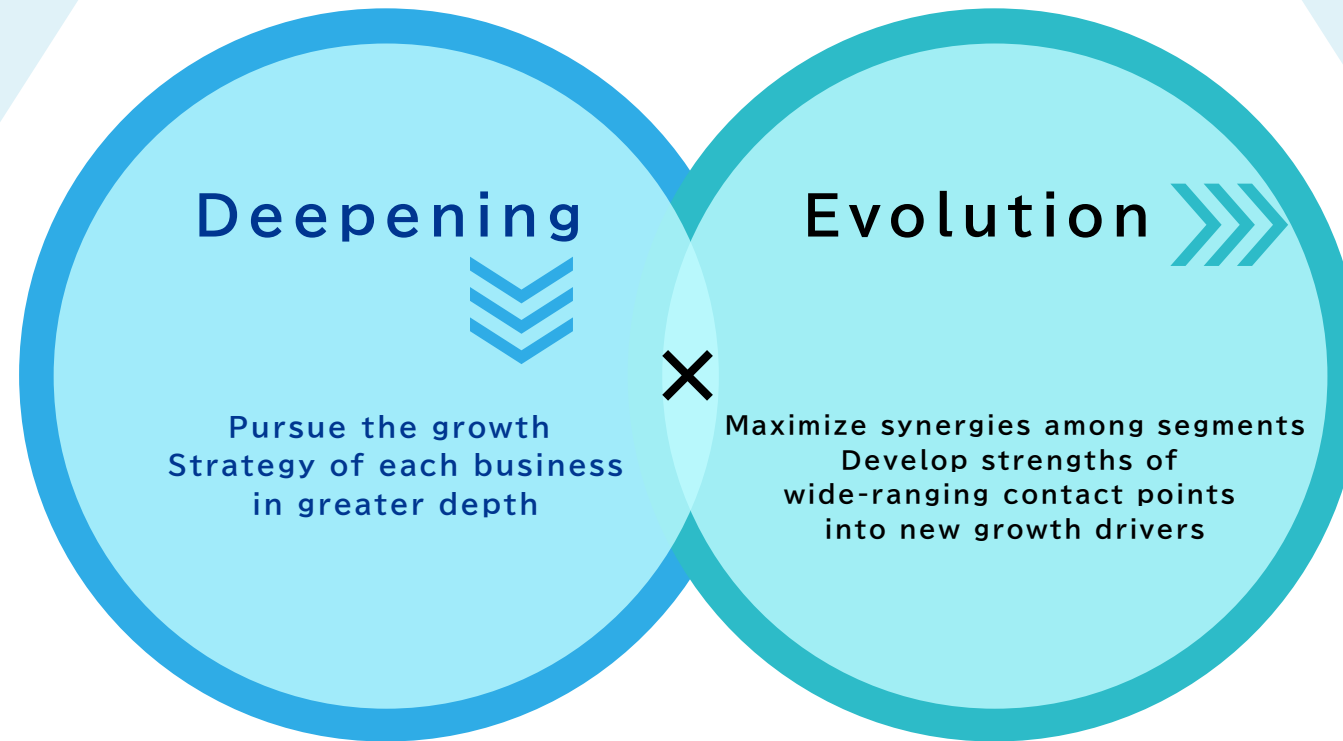 Deepening
Pursue the growth
Strategy of each business
in greater depth
×
Evolution
Maximize synergies among segments
Develop strengths of
wide-ranging contact points
into new growth drivers